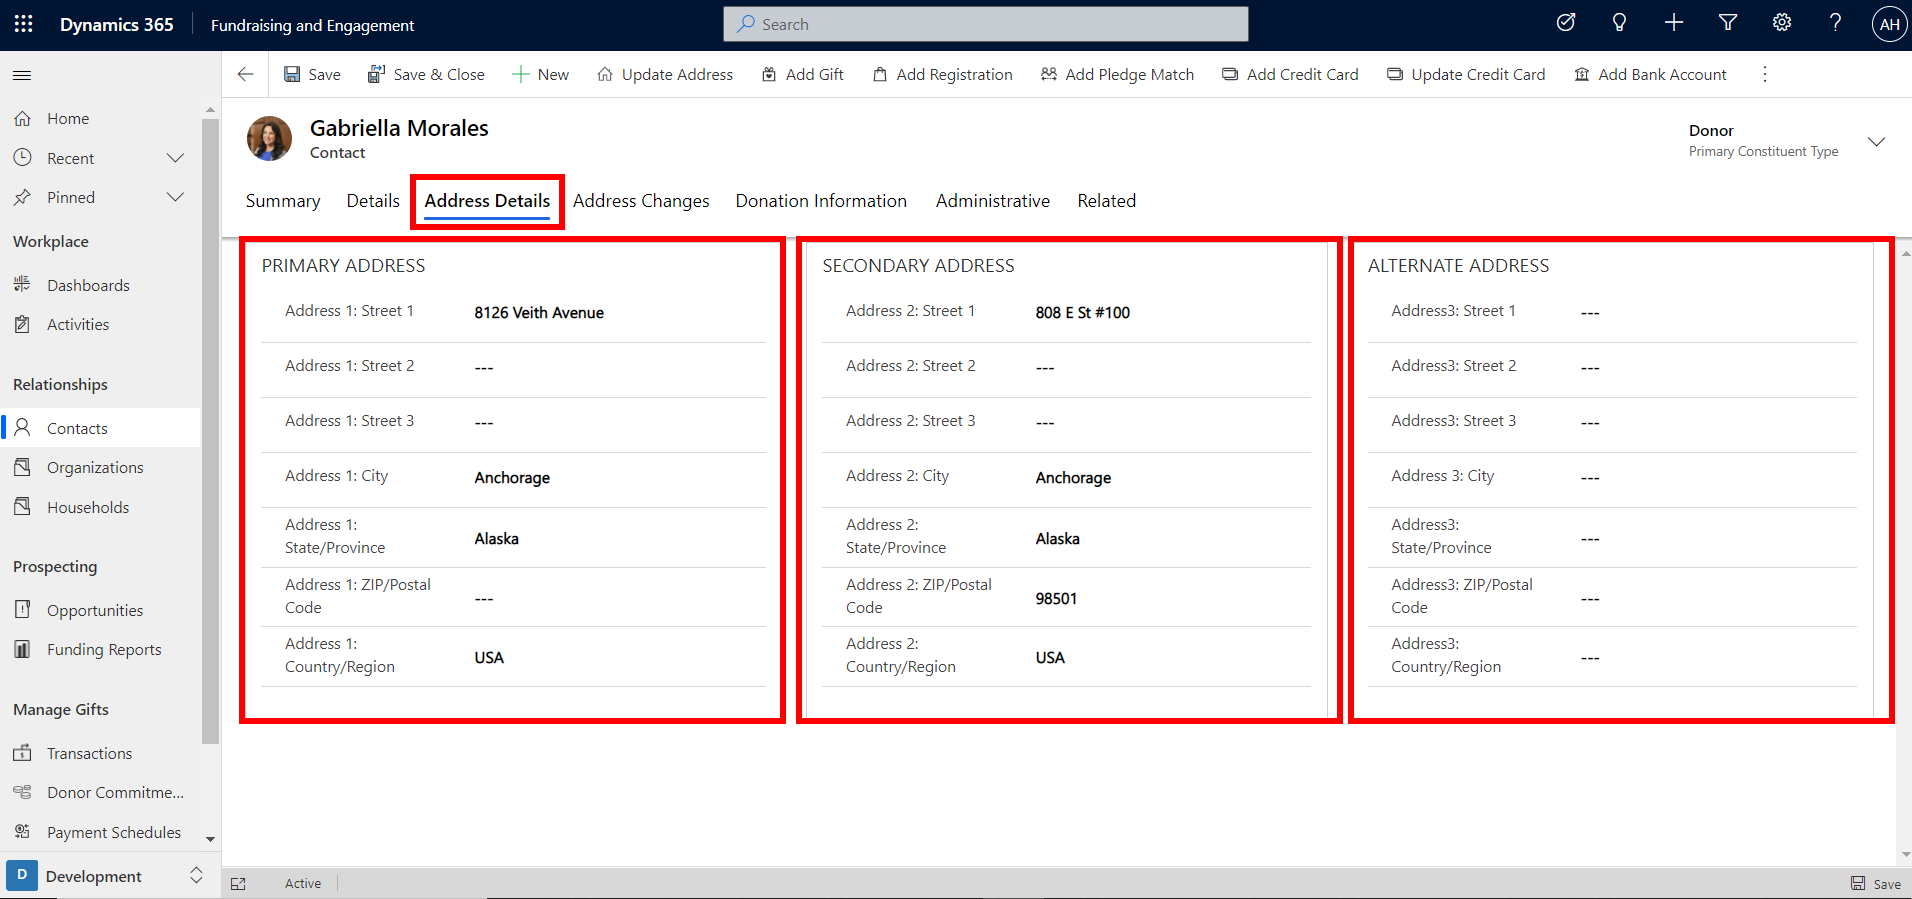 Dynamics 365
Fundraising and Engagement
Search
AH
Save
Save & Close
New
Update Address
Add Gift
Add Registration
Add Pledge Match
Add Credit Card
Update Credit Card
Add Bank Account
Home
Recent
Pinned
Workplace
Dashboards
Activities
Relationships
Contacts
Organizations
Households
Prospecting
Opportunities
Funding Reports
Manage Gifts
Transactions
Donor Commitme...
Payment Schedules
D
Development
Gabriella Morales
Contact
Donor
Primary Constituent Type
Summary
Details
Address Details
Address Changes
Donation Information
Administrative
Related
PRIMARY ADDRESS
Address 1: Street 1
8126 Veith Avenue
Address 1: Street 2
---
Address 1: Street 3
---
Address 1: City
Anchorage
Address 1:
State/Province
Alaska
Address 1: ZIP/Postal
Code
---
Address 1:
Country/Region
USA
SECONDARY ADDRESS
Address 2: Street 1
808 E St #100
Address 2: Street 2
---
Address 2: Street 3
---
Address 2: City
Anchorage
Address 2:
State/Province
Alaska
Address 2: ZIP/Postal
Code
98501
Address 2:
Country/Region
USA
ALTERNATE ADDRESS
Address3: Street 1
---
Address3: Street 2
---
Address3: Street 3
---
Address 3: City
---
Address3:
State/Province
---
Address3: ZIP/Postal
Code
---
Address3:
Country/Region
---
Active
Save